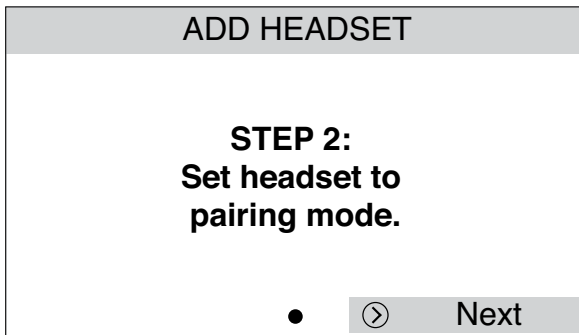 ADD HEADSET
STEP 2:
Set headset to
pairing mode.
Next